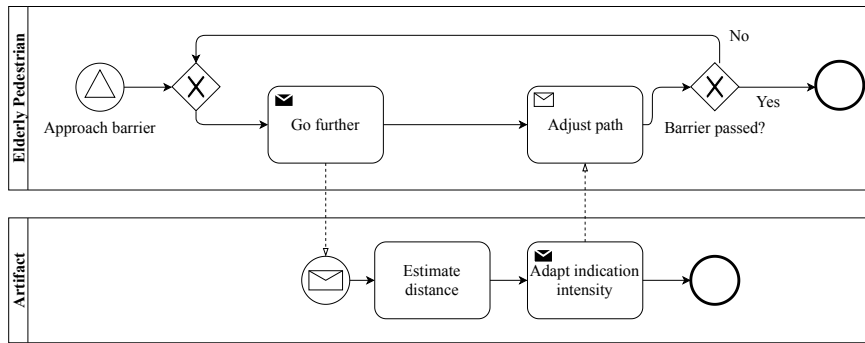 Elderly Pedestrian
No
Approach barrier
Go further
Adjust path
Barrier passed?
Yes
Artifact
Estimate
distance
Adapt indication
intensity